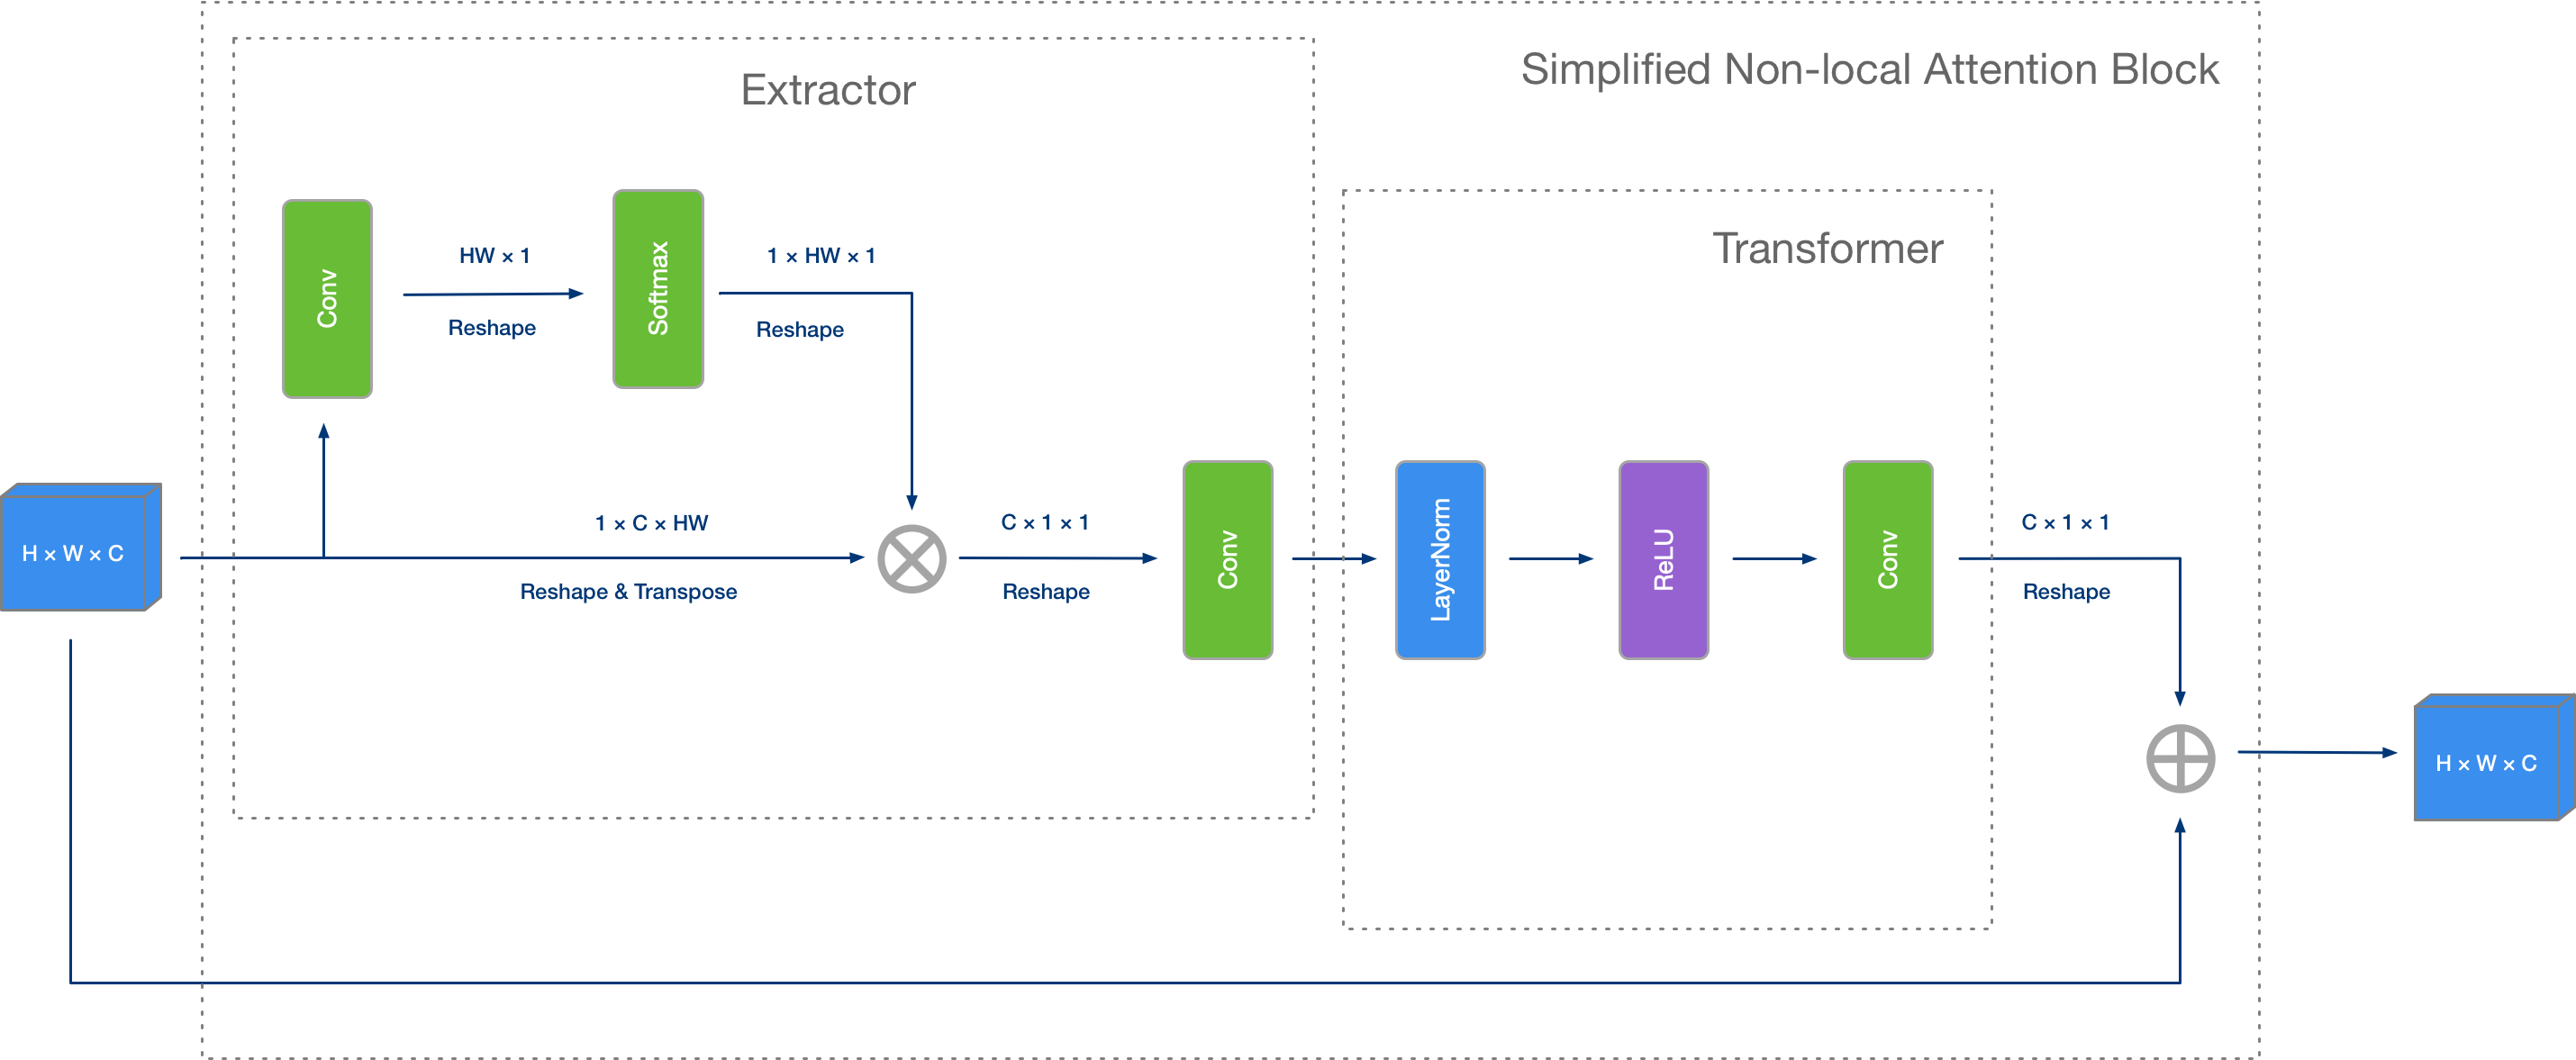 Simplified Non-local Attention Block
Extractor
Transformer
Conv
HW × 1
Reshape
Softmax
1 × HW × 1
Reshape
H × W × C
1 × C × HW
Reshape & Transpose
C × 1 × 1
Reshape
Conv
LayerNorm
ReLU
Conv
C × 1 × 1
Reshape
H × W × C